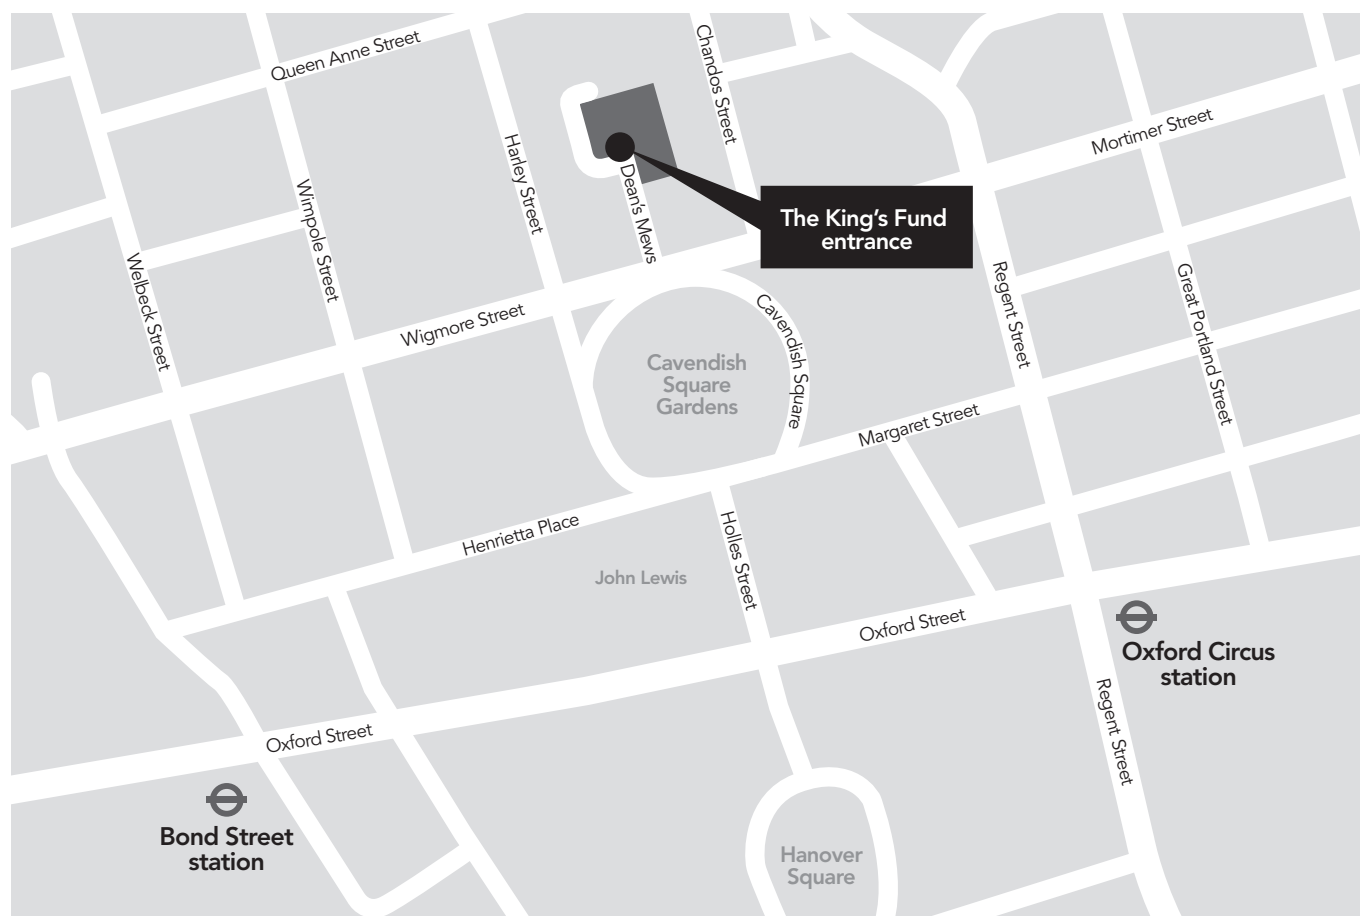 Queen Anne Street
Chandos Street
Mortimer Street
Harley Street
Dean's Mews
Wimpole Street
The King's Fund
entrance
Welbeck Street
Regent Street
Great Portland Street
Wigmore Street
Cavendish Square
Cavendish
Square
Gardens
Margaret Street
Henrietta Place
Holles Street
John Lewis
Oxford Street
Oxford Circus
station
Regent Street
Oxford Street
Bond Street
station
Hanover
Square